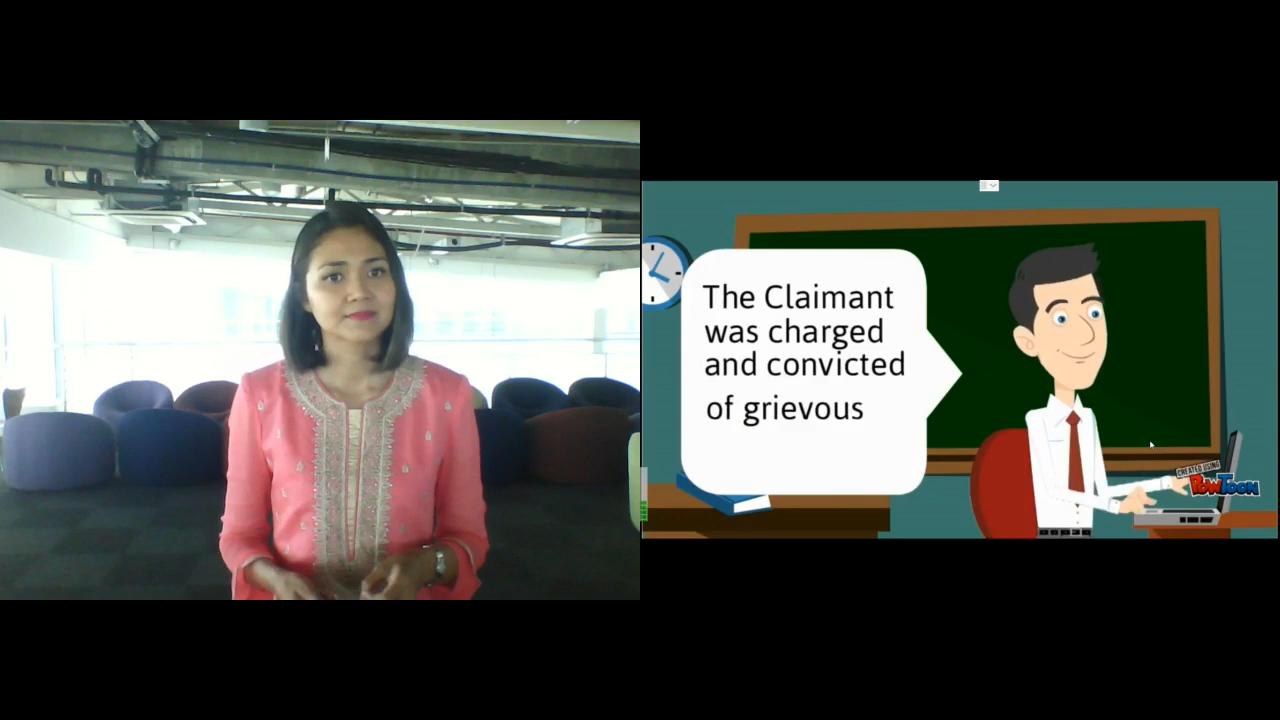 The Claimant
was charged
and convicted
of grievous
CREATED USING
POWTOON